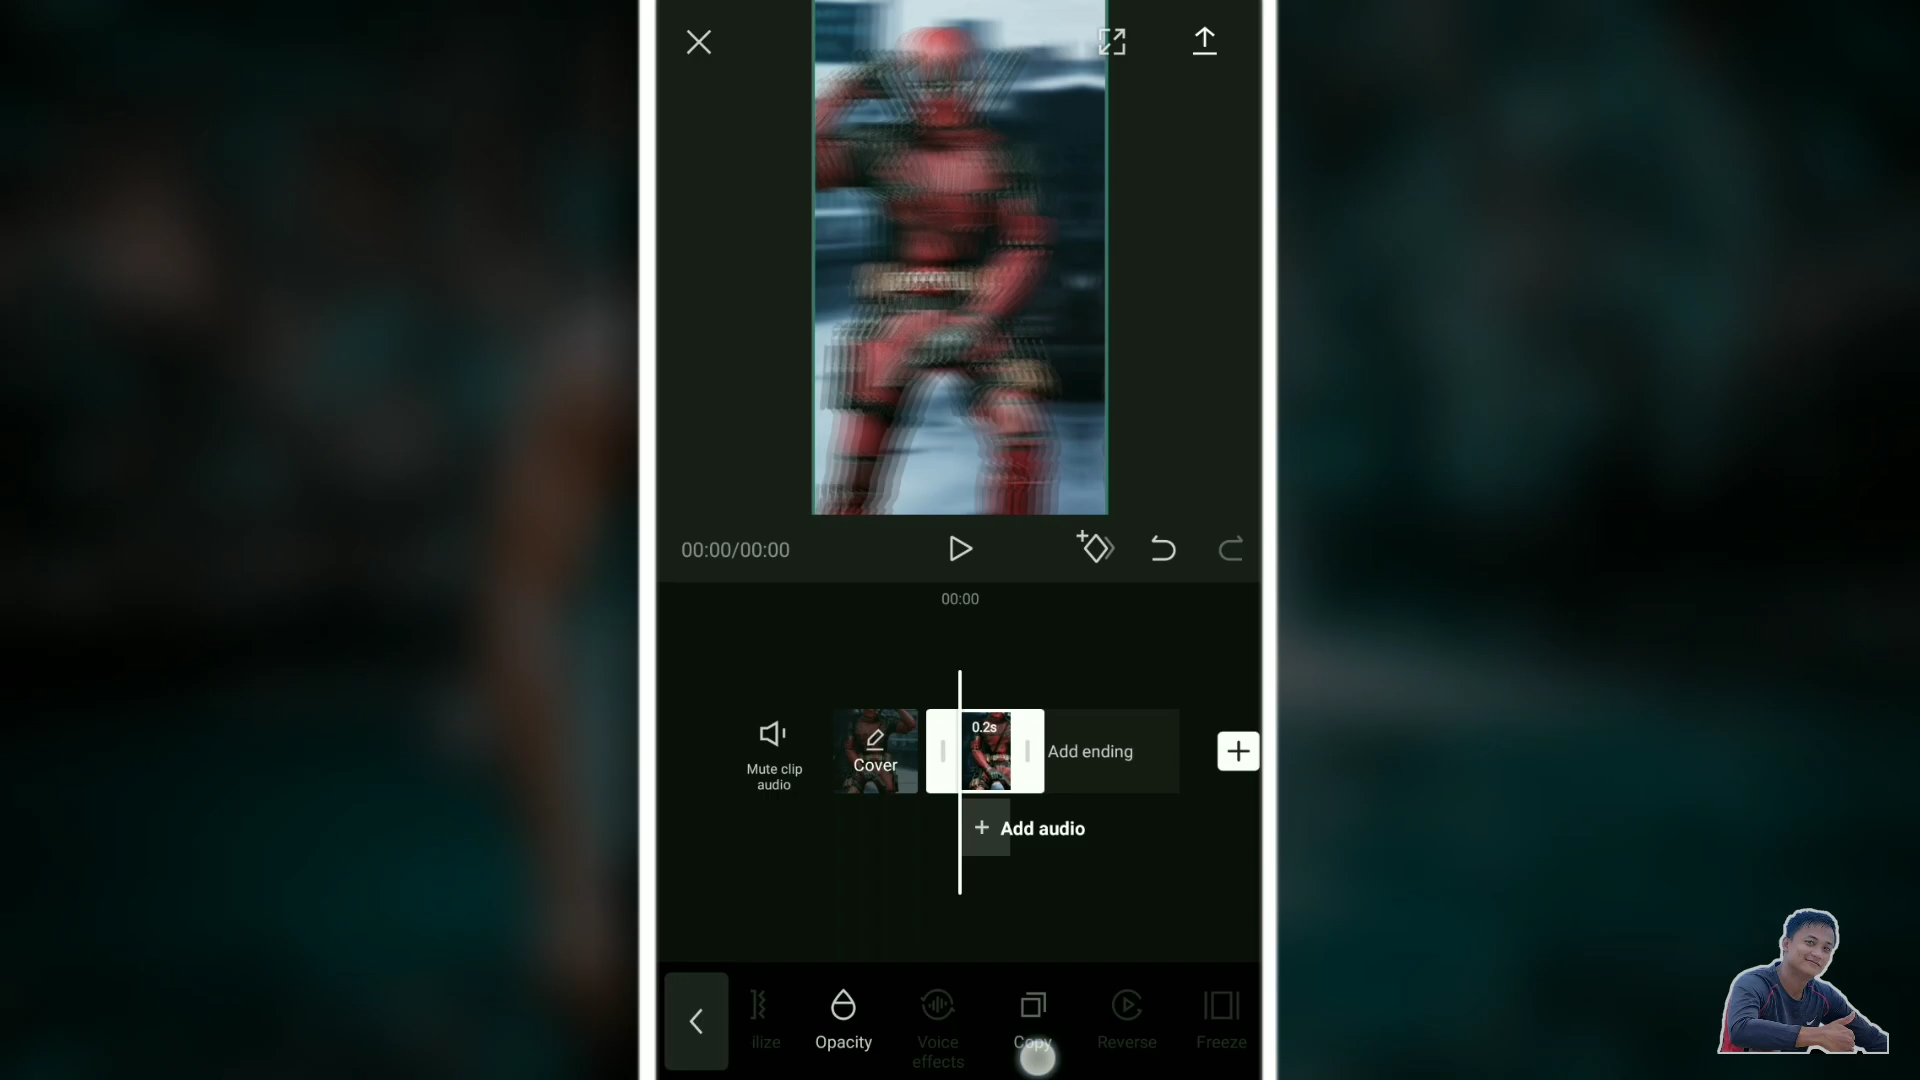 00:00/00:00
00:00
0.2s
Cover
Add ending
Mute clip
audio
+ Add audio
ilize
Opacity
Voice
effects
Copy
Reverse
Freeze